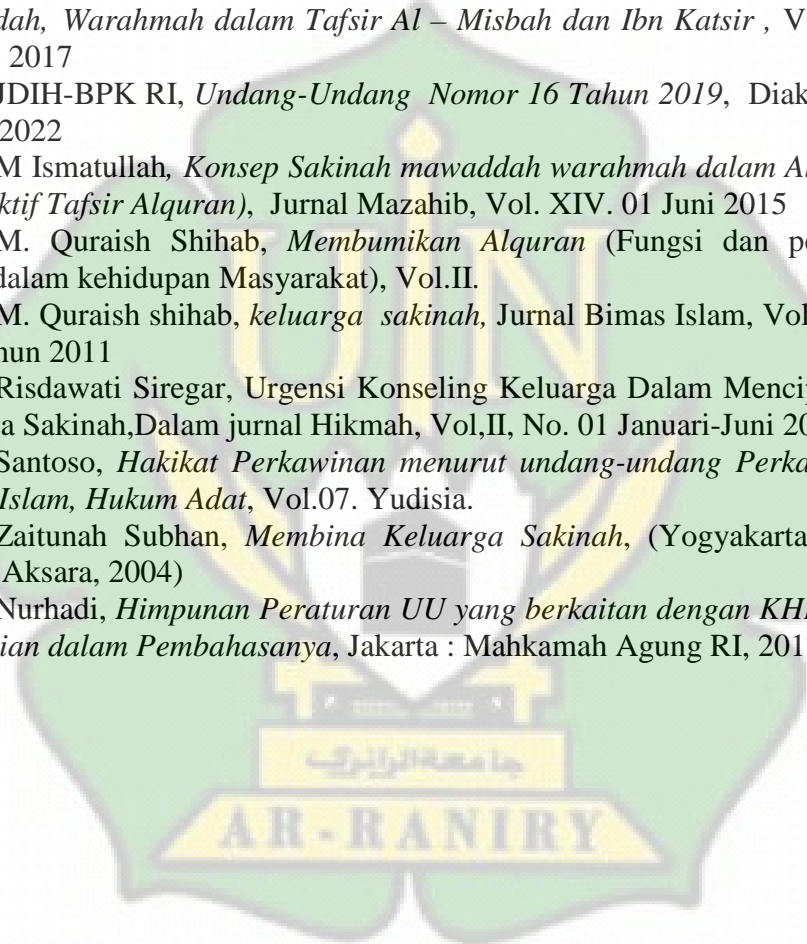 dah, Warahmah dalam Tafsir Al – Misbah dan Ibn Katsir , V
2017
JDIH-BPK RI, Undang-Undang Nomor 16 Tahun 2019, Diak
2022
M Ismatullah, Konsep Sakinah mawaddah warahmah dalam Al
ktif Tafsir Alquran), Jurnal Mazahib, Vol. XIV. 01 Juni 2015
M. Quraish Shihab, Membumikan Alquran (Fungsi dan pe
dalam kehidupan Masyarakat), Vol.II.
M. Quraish shihab, keluarga sakinah, Jurnal Bimas Islam, Vol
hun 2011
Risdawati Siregar, Urgensi Konseling Keluarga Dalam Mencip
a Sakinah,Dalam jurnal Hikmah, Vol,II, No. 01 Januari-Juni 20
Santoso, Hakikat Perkawinan menurut undang-undang Perka
Islam, Hukum Adat, Vol.07. Yudisia.
Zaitunah Subhan, Membina Keluarga Sakinah, (Yogyakarta
Aksara, 2004)
Nurhadi, Himpunan Peraturan UU yang berkaitan dengan KHI
ian dalam Pembahasanya, Jakarta : Mahkamah Agung RI, 201
UIN
جامعة الرانري
AR-RANIRY